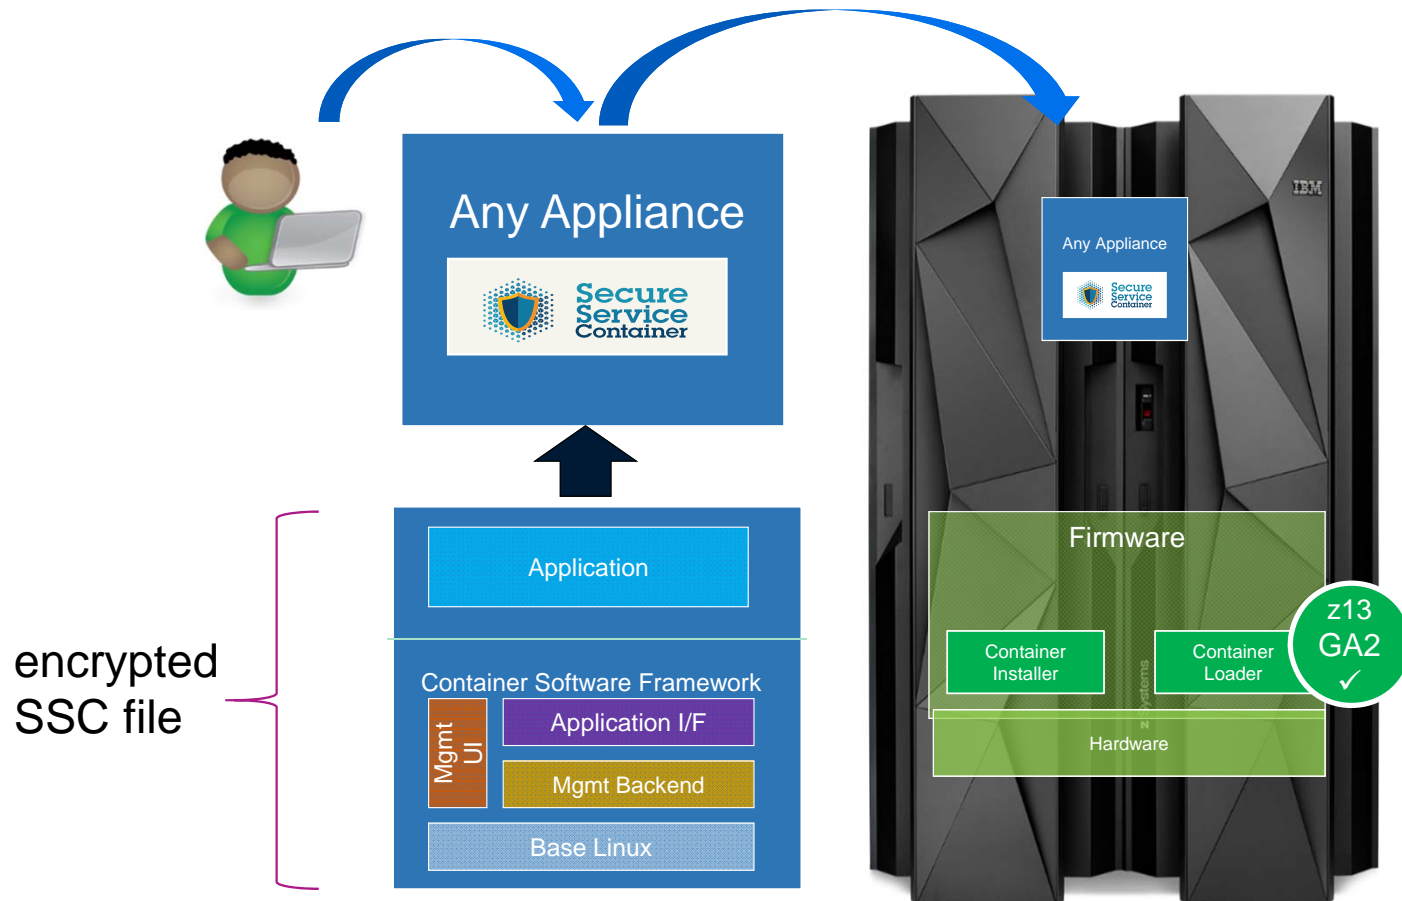 Any Appliance
Secure
Service
Container
IBM
Any Appliance
Secure
Service
Container
Application
encrypted
SSC file
Container Software Framework
Mgmt
UI
Application I/F
Mgmt Backend
Base Linux
Firmware
Container
Installer
Container
Loader
z13
GA2
✓
z Systems
Hardware